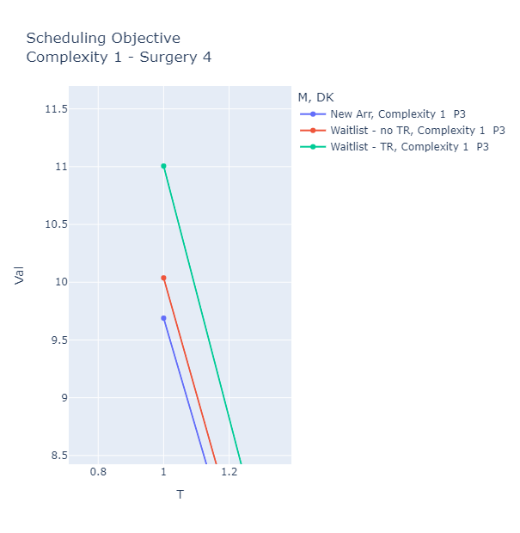 Scheduling Objective
Complexity 1 - Surgery 4
M, DK
New Arr, Complexity 1 P3
Waitlist - no TR, Complexity 1 P3
Waitlist - TR, Complexity 1 P3
11.5
11
10.5
10
9.5
9
8.5
Val
0.8
1
1.2
T